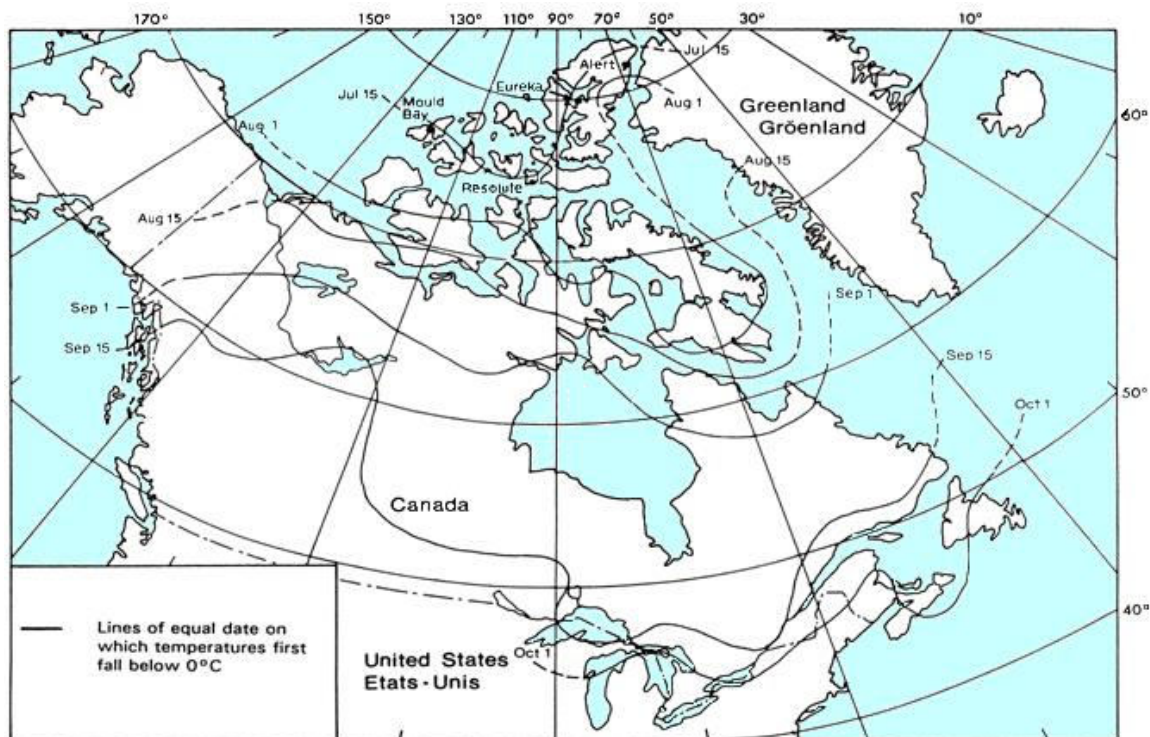 170° 150° 130° 110° 90° 70° 50° 30° 10°
Jul 15
Alert
Eureka
Jul 15
Mould
Bay
Aug 1
Greenland
Gröenland
60°
Aug 1
Aug 15
Resolute
Aug 15
Sep 1
Sep 1
Sep 15
Sep 15
50°
Oct 1
Canada
40°
Lines of equal date on
which temperatures first
fall below 0°C
United States
Etats-Unis
Oct 1